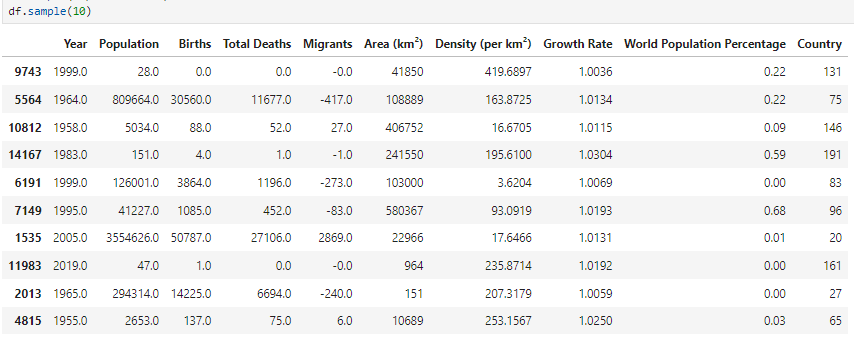 df.sample(10)
Year Population Births Total Deaths Migrants Area (km²) Density (per km²) Growth Rate World Population Percentage Country
9743 1999.0 28.0 0.0 0.0 -0.0 41850 419.6897 1.0036 0.22 131
5564 1964.0 809664.0 30560.0 11677.0 -417.0 108889 163.8725 1.0134 0.22 75
10812 1958.0 5034.0 88.0 52.0 27.0 406752 16.6705 1.0115 0.09 146
14167 1983.0 151.0 4.0 1.0 -1.0 241550 195.6100 1.0304 0.59 191
6191 1999.0 126001.0 3864.0 1196.0 -273.0 103000 3.6204 1.0069 0.00 83
7149 1995.0 41227.0 1085.0 452.0 -83.0 580367 93.0919 1.0193 0.68 96
1535 2005.0 3554626.0 50787.0 27106.0 2869.0 22966 17.6466 1.0131 0.01 20
11983 2019.0 47.0 1.0 0.0 -0.0 964 235.8714 1.0192 0.00 161
2013 1965.0 294314.0 14225.0 6694.0 -240.0 151 207.3179 1.0059 0.00 27
4815 1955.0 2653.0 137.0 75.0 6.0 10689 253.1567 1.0250 0.03 65